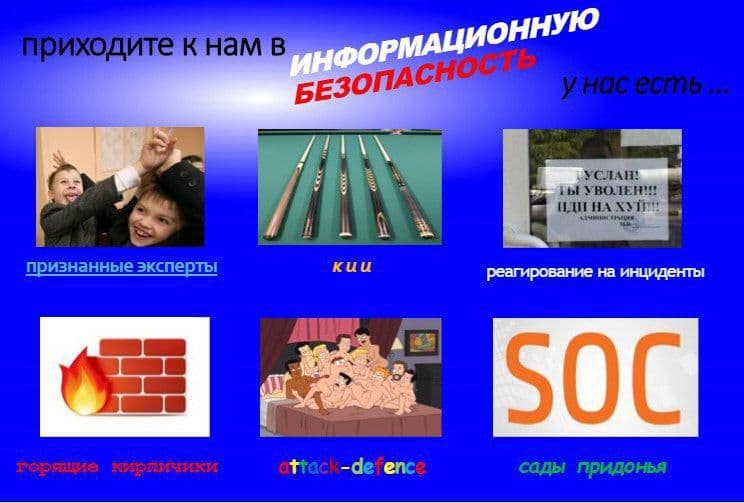 приходите к нам в
ИНФОРМАЦИОННУЮ
БЕЗОПАСНОСТЬ
у нас есть ...
РУСЛАН!
ТЫ УВОЛЕН!!!
ИДИ НА ХУЙ!!!
АДМИНИСТРАЦИЯ
признанные эксперты
кии
реагирование на инциденты
SOC
горящие кирпичики
attack-defence
сады придонья